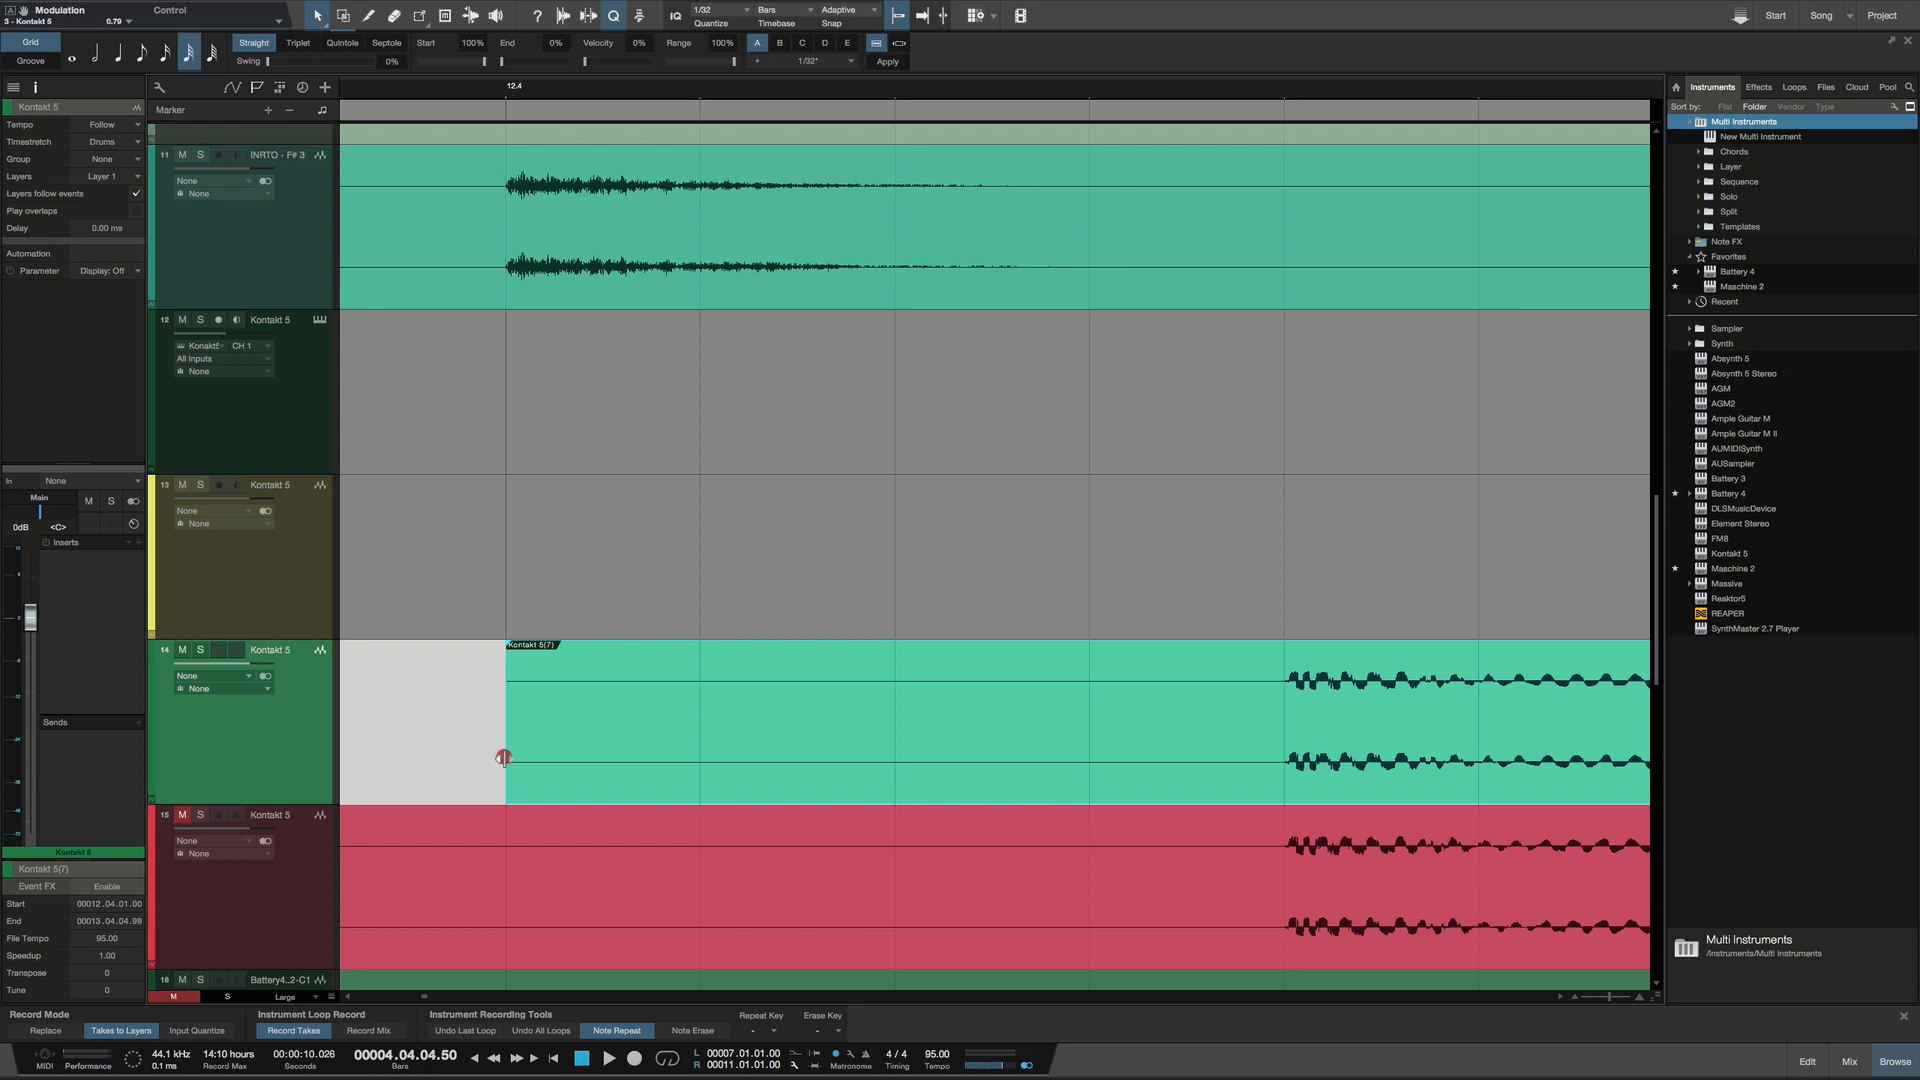 Modulation Control
3 - Kontakt 5 0.79
IQ 1/32 Bars Adaptive
Quantize Timebase Snap
Start Song Project
Grid Straight Triplet Quintole Septole Start 100% End 0% Velocity 0% Range 100% A B C D E
Groove Swing 0% 1/32* Apply
12.4
Marker
Kontakt 5
Tempo Follow
Timestretch Drums
Group None
Layers Layer 1
Layers follow events
Play overlaps
Delay 0.00 ms
Automation
Parameter Display: Off
In None
Main M S
0dB <C>
Inserts
Sends
Kontakt 5
Kontakt 5(7)
Event FX Enable
Start 00012.04.01.00
End 00013.04.04.99
File Tempo 95.00
Speedup 1.00
Transpose 0
Tune 0
11 M S INRTO - F# 3
None
None
12 M S Kontakt 5
Konakt5 CH 1
All Inputs
None
13 M S Kontakt 5
None
None
14 M S Kontakt 5
None
None
Kontakt 5(7)
15 M S Kontakt 5
None
None
16 M S Battery4..2-C1
M S Large
Instruments Effects Loops Files Cloud Pool
Sort by: Flat Folder Vendor Type
Multi Instruments
New Multi Instrument
Chords
Layer
Sequence
Solo
Split
Templates
Note FX
Favorites
Battery 4
Maschine 2
Recent
Sampler
Synth
Absynth 5
Absynth 5 Stereo
AGM
AGM2
Ample Guitar M
Ample Guitar M II
AUMIDISynth
AUSampler
Battery 3
Battery 4
DLSMusicDevice
Element Stereo
FM8
Kontakt 5
Maschine 2
Massive
Reaktor5
REAPER
SynthMaster 2.7 Player
Multi Instruments
/Instruments/Multi Instruments
Record Mode Instrument Loop Record Instrument Recording Tools Repeat Key Erase Key
Replace Takes to Layers Input Quantize Record Takes Record Mix Undo Last Loop Undo All Loops Note Repeat Note Erase - -
MIDI Performance 44.1 kHz 0.1 ms 14:10 hours Record Max 00:00:10.026 Seconds 00004.04.04.50 Bars
L 00007.01.01.00
R 00011.01.01.00
Metronome 4 / 4 Timing 95.00 Tempo
Edit Mix Browse